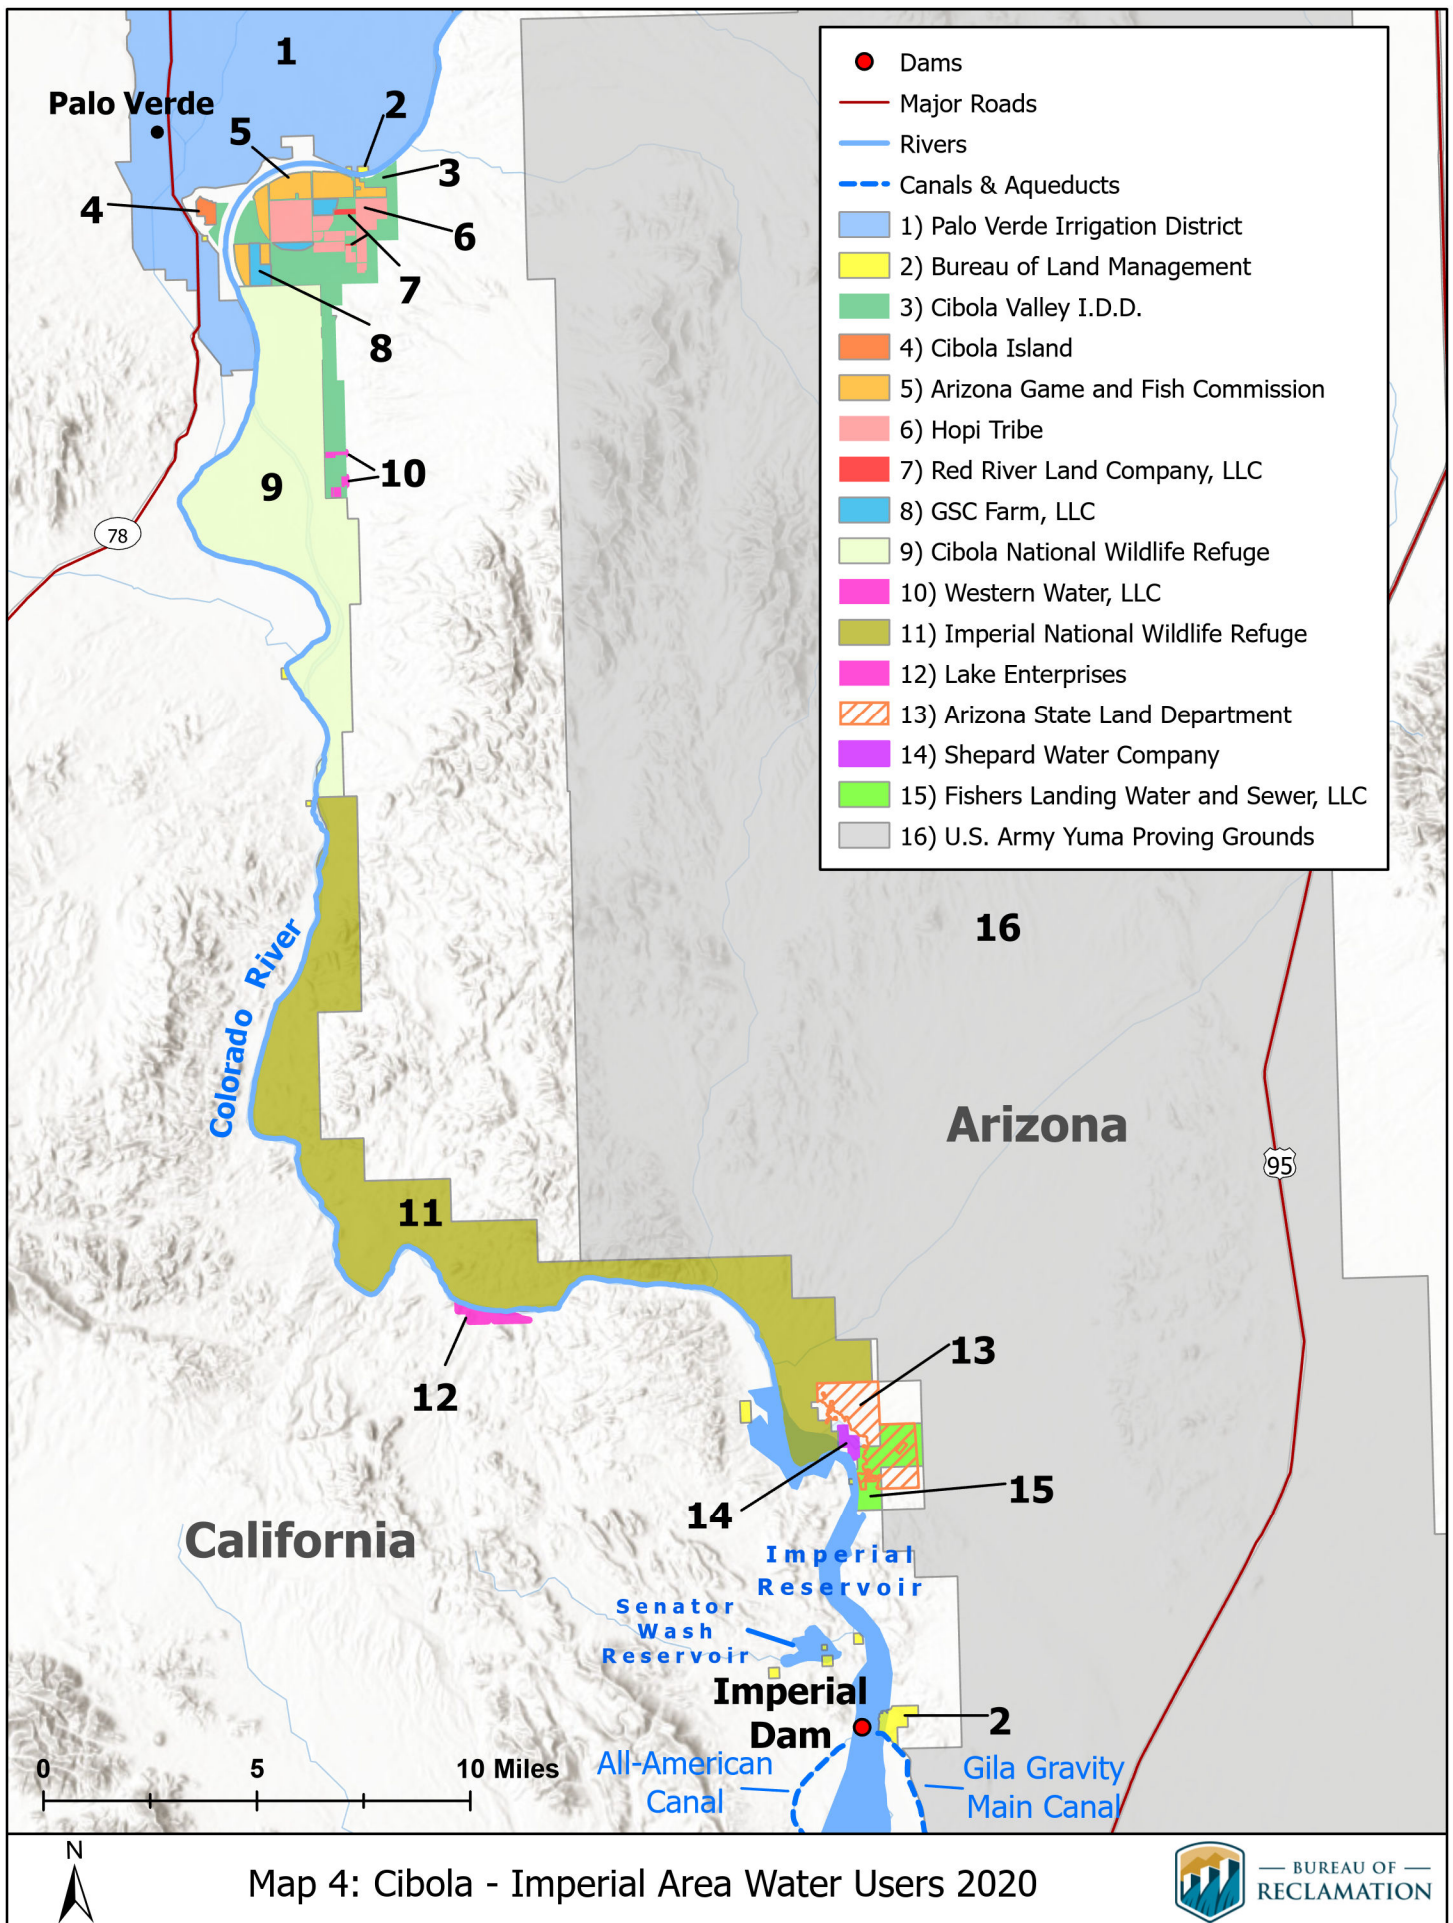 1
Palo Verde
2
5
3
4
6
7
8
9
10
78
Dams
Major Roads
Rivers
Canals & Aqueducts
1) Palo Verde Irrigation District
2) Bureau of Land Management
3) Cibola Valley I.D.D.
4) Cibola Island
5) Arizona Game and Fish Commission
6) Hopi Tribe
7) Red River Land Company, LLC
8) GSC Farm, LLC
9) Cibola National Wildlife Refuge
10) Western Water, LLC
11) Imperial National Wildlife Refuge
12) Lake Enterprises
13) Arizona State Land Department
14) Shepard Water Company
15) Fishers Landing Water and Sewer, LLC
16) U.S. Army Yuma Proving Grounds
16
Colorado River
Arizona
95
11
12
13
14
15
California
Imperial
Reservoir
Senator
Wash
Reservoir
Imperial
Dam
2
All-American
Canal
Gila Gravity
Main Canal
0 5 10 Miles
N
Map 4: Cibola - Imperial Area Water Users 2020
BUREAU OF
RECLAMATION